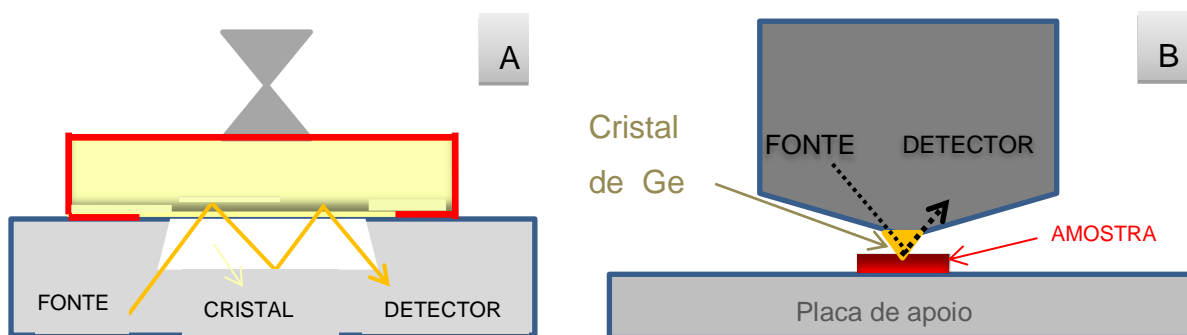 A
FONTE
CRISTAL
DETECTOR
B
Cristal
de Ge
FONTE
DETECTOR
AMOSTRA
Placa de apoio